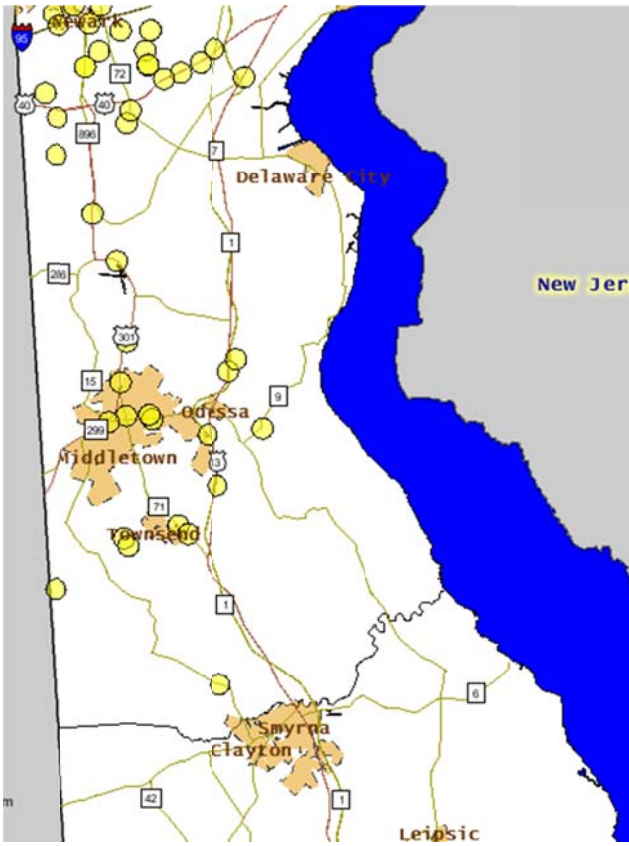 Newark
95
72
40
40
896
7
Delaware City
1
286
New Jer
301
15
9
Odessa
299
Middletown
13
71
Townsend
1
6
Smyrna
Clayton
42
1
m
Leipsic